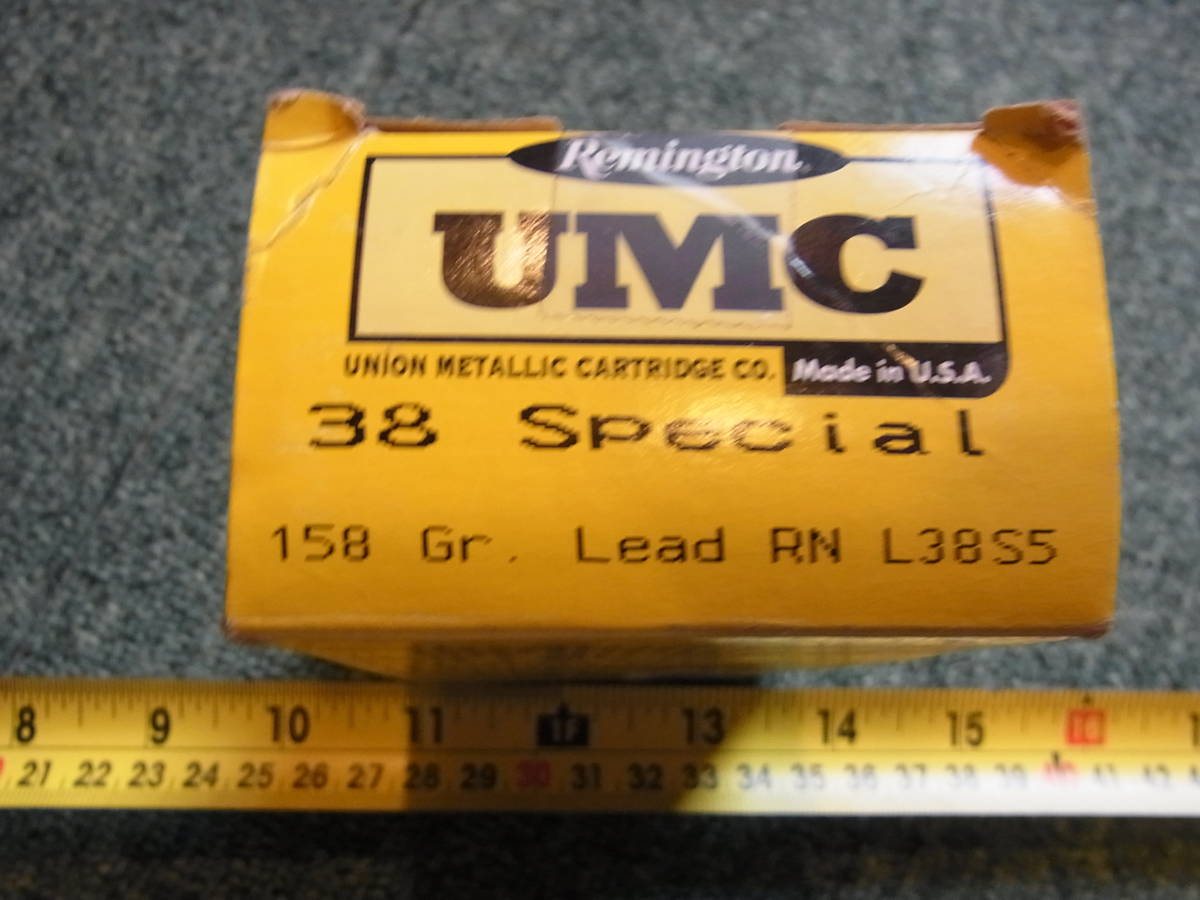 Remington
UMC
UNION METALLIC CARTRIDGE CO. Made in U.S.A.
38 Special
158 Gr. Lead RN L38S5
8 9 10 11 1F 13 14 15 16
21 22 23 24 25 26 27 28 29 30 31 32 33 34 35 36 37 38 39 40 41 42